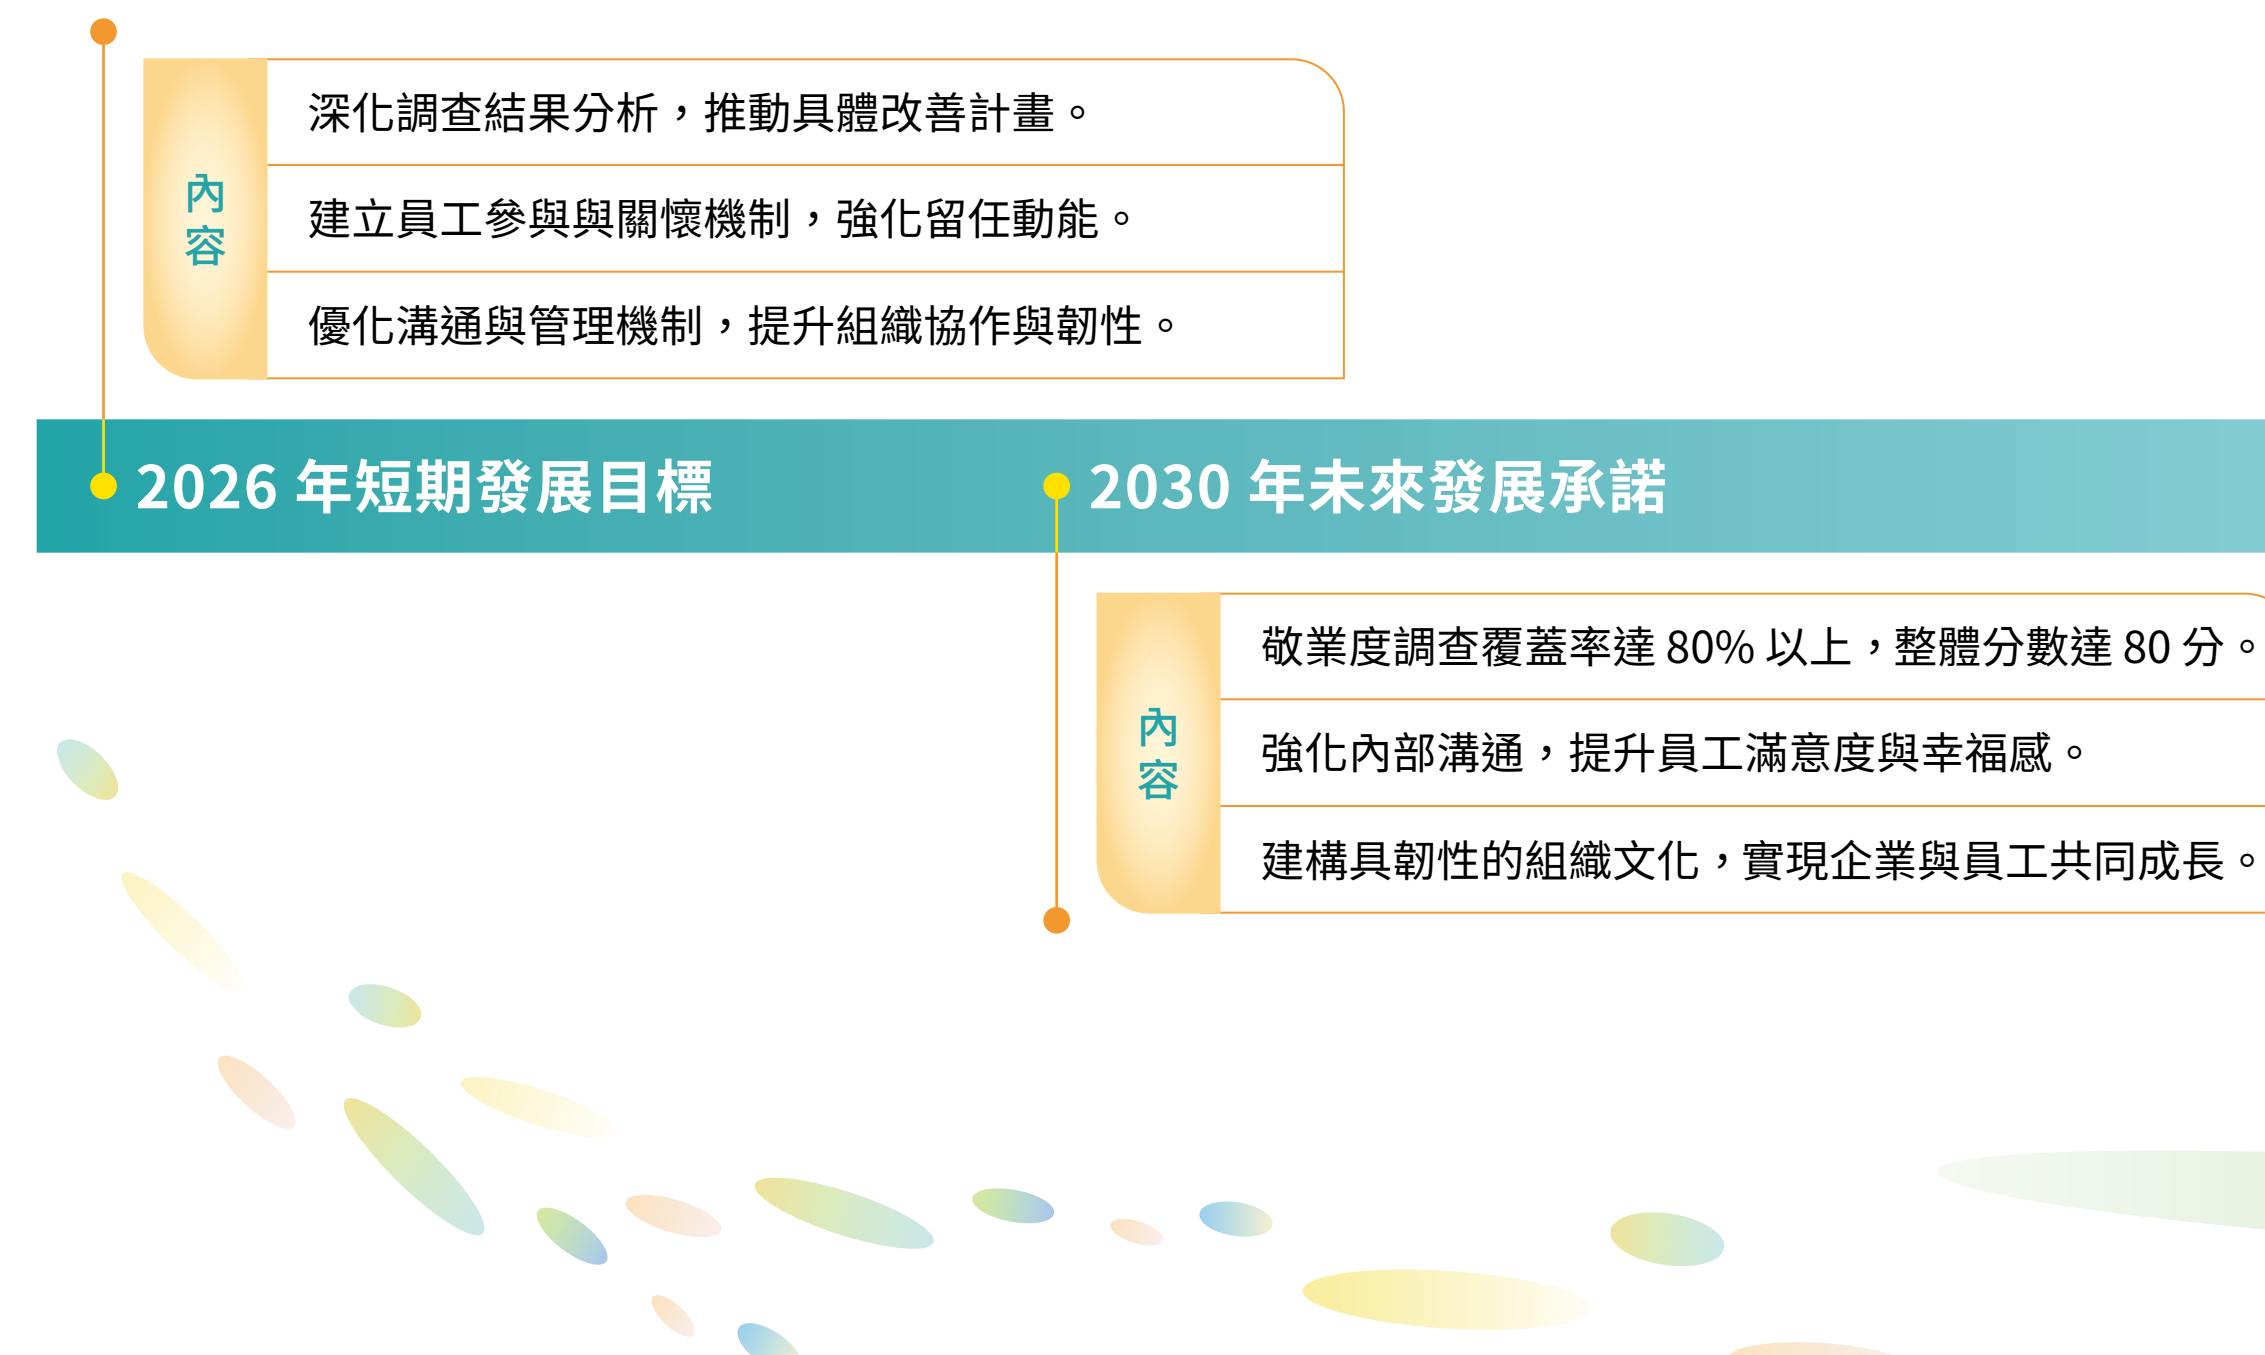 內容
深化調查結果分析，推動具體改善計畫。
建立員工參與與關懷機制，強化留任動能。
優化溝通與管理機制，提升組織協作與韌性。
2026 年短期發展目標
2030 年未來發展承諾
內容
敬業度調查覆蓋率達 80% 以上，整體分數達 80 分。
強化內部溝通，提升員工滿意度與幸福感。
建構具韌性的組織文化，實現企業與員工共同成長。